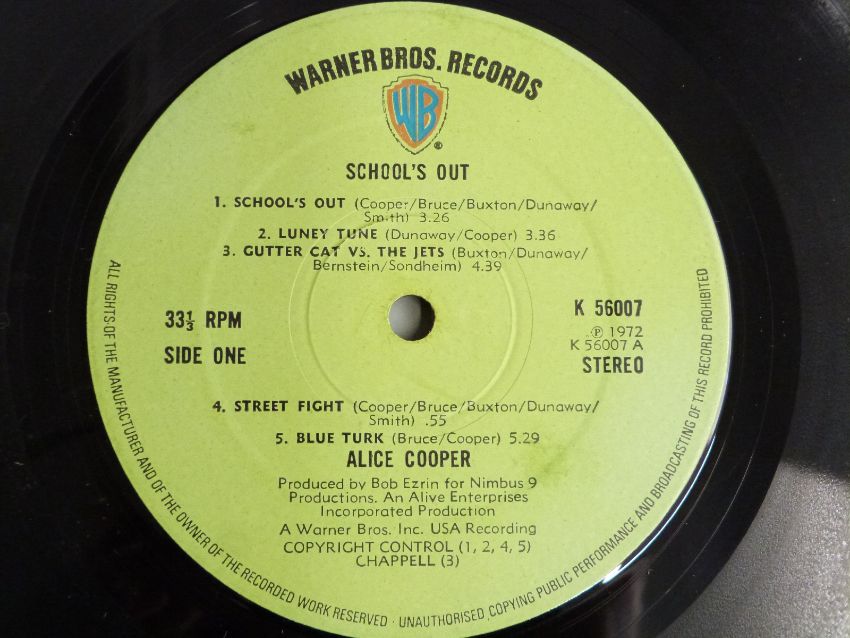 WARNER BROS. RECORDS
WB
®
SCHOOL'S OUT
1. SCHOOL'S OUT (Cooper/Bruce/Buxton/Dunaway/
Smith) 3.26
2. LUNEY TUNE (Dunaway/Cooper) 3.36
3. GUTTER CAT VS. THE JETS (Buxton/Dunaway/
Bernstein/Sondheim) 4.39
33⅓ RPM
SIDE ONE
K 56007
℗ 1972
K 56007 A
STEREO
4. STREET FIGHT (Cooper/Bruce/Buxton/Dunaway/
Smith) .55
5. BLUE TURK (Bruce/Cooper) 5.29
ALICE COOPER
Produced by Bob Ezrin for Nimbus 9
Productions. An Alive Enterprises
Incorporated Production
A Warner Bros. Inc. USA Recording
COPYRIGHT CONTROL (1, 2, 4, 5)
CHAPPELL (3)
ALL RIGHTS OF THE MANUFACTURER AND OF THE OWNER OF THE RECORDED WORK RESERVED · UNAUTHORISED COPYING PUBLIC PERFORMANCE AND BROADCASTING OF THIS RECORD PROHIBITED